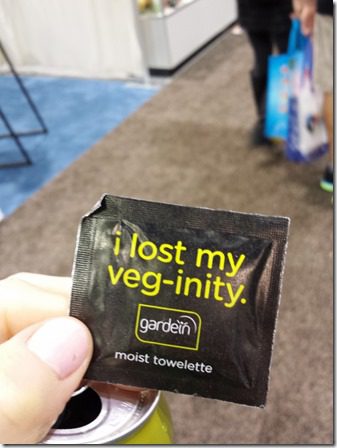 i lost my
veg-inity.
gardein
moist towelette